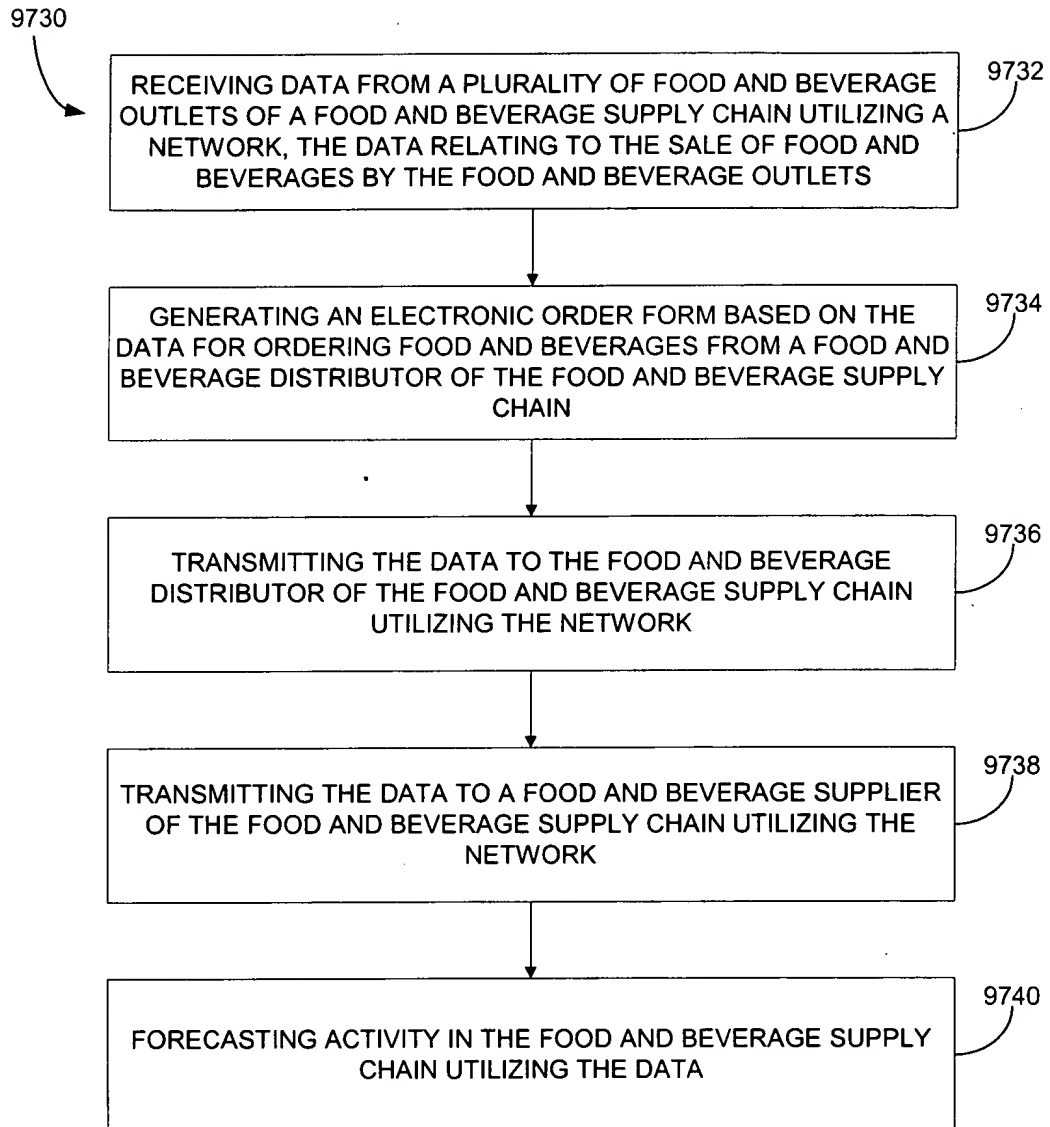 9730
RECEIVING DATA FROM A PLURALITY OF FOOD AND BEVERAGE
OUTLETS OF A FOOD AND BEVERAGE SUPPLY CHAIN UTILIZING A
NETWORK, THE DATA RELATING TO THE SALE OF FOOD AND
BEVERAGES BY THE FOOD AND BEVERAGE OUTLETS
9732
GENERATING AN ELECTRONIC ORDER FORM BASED ON THE
DATA FOR ORDERING FOOD AND BEVERAGES FROM A FOOD AND
BEVERAGE DISTRIBUTOR OF THE FOOD AND BEVERAGE SUPPLY
CHAIN
9734
TRANSMITTING THE DATA TO THE FOOD AND BEVERAGE
DISTRIBUTOR OF THE FOOD AND BEVERAGE SUPPLY CHAIN
UTILIZING THE NETWORK
9736
TRANSMITTING THE DATA TO A FOOD AND BEVERAGE SUPPLIER
OF THE FOOD AND BEVERAGE SUPPLY CHAIN UTILIZING THE
NETWORK
9738
FORECASTING ACTIVITY IN THE FOOD AND BEVERAGE SUPPLY
CHAIN UTILIZING THE DATA
9740